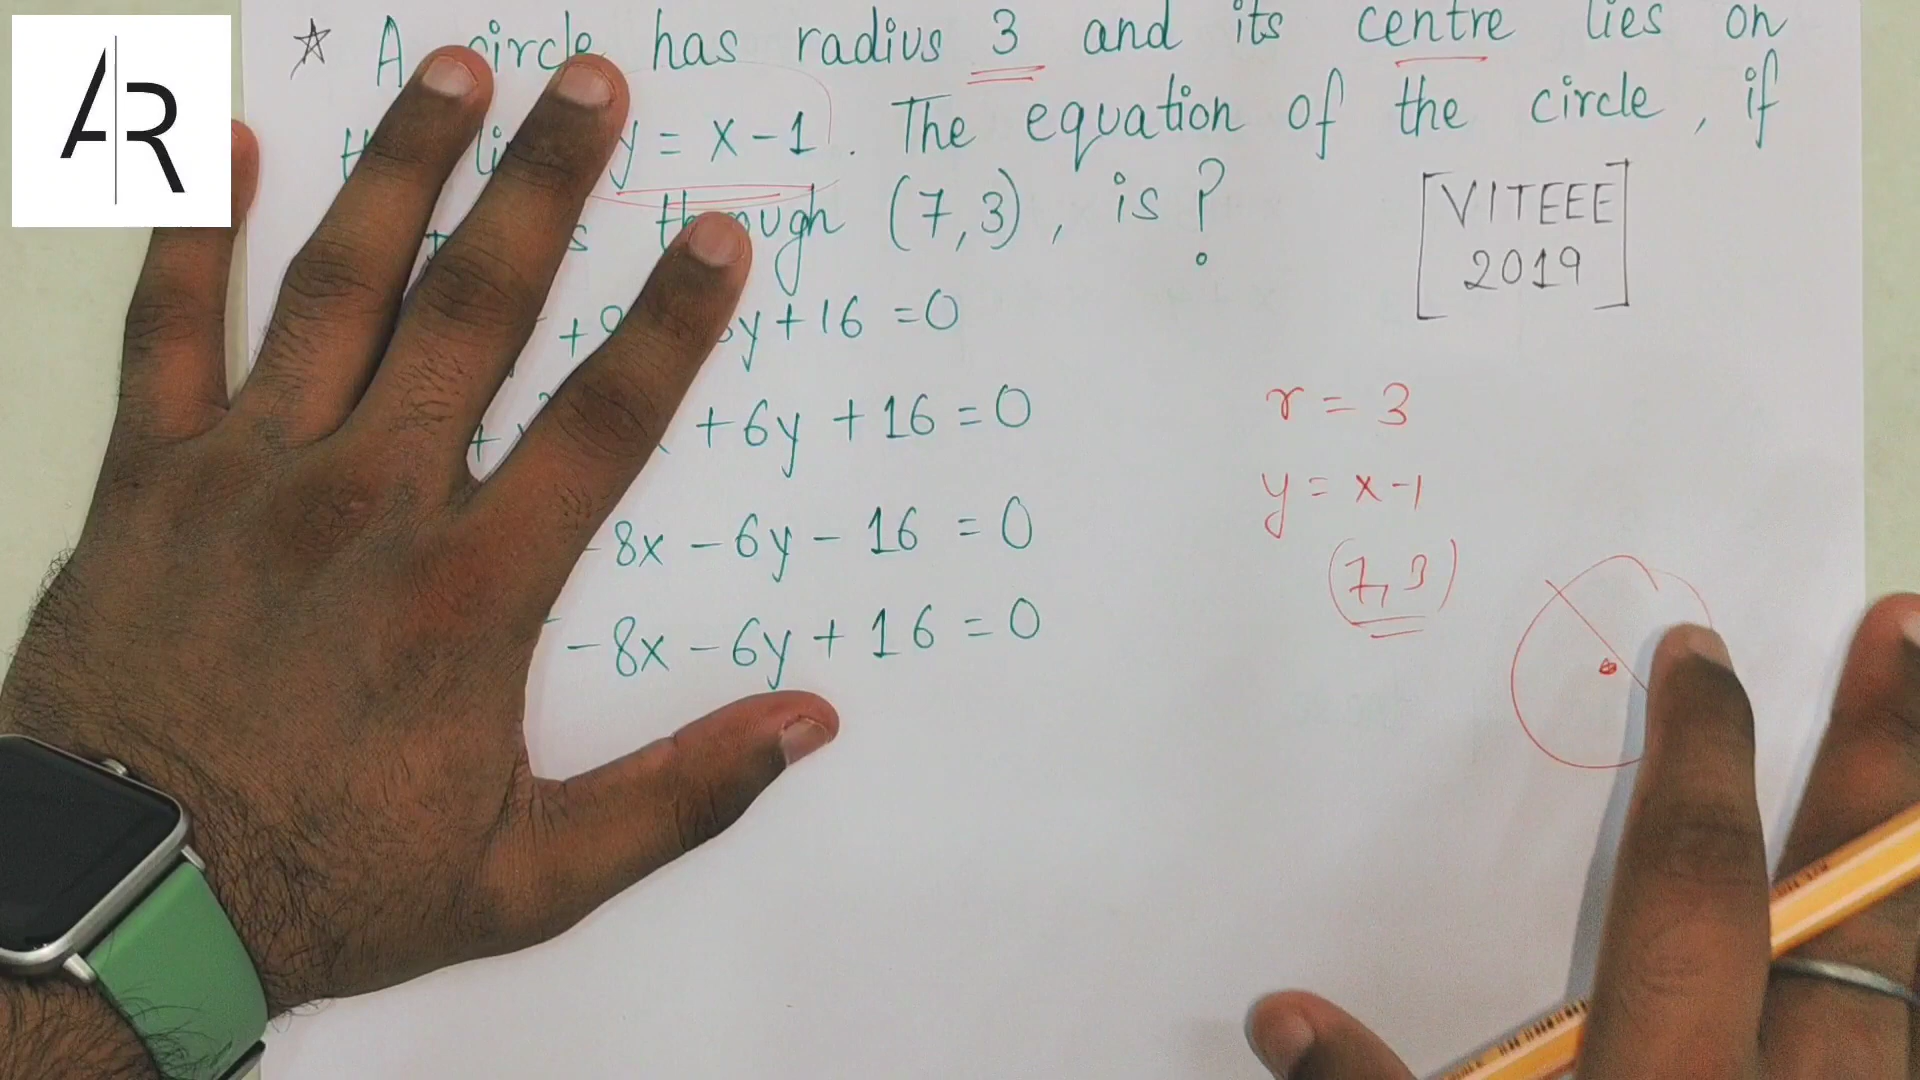 A circle has radius 3 and its centre lies on
y = x - 1 . The equation of the circle , if
through (7,3) , is ?
[VITEEE
2019]
y + 16 = 0
+ 6y + 16 = 0
- 8x - 6y - 16 = 0
- 8x - 6y + 16 = 0
r = 3
y = x - 1
(7, 3)
AR